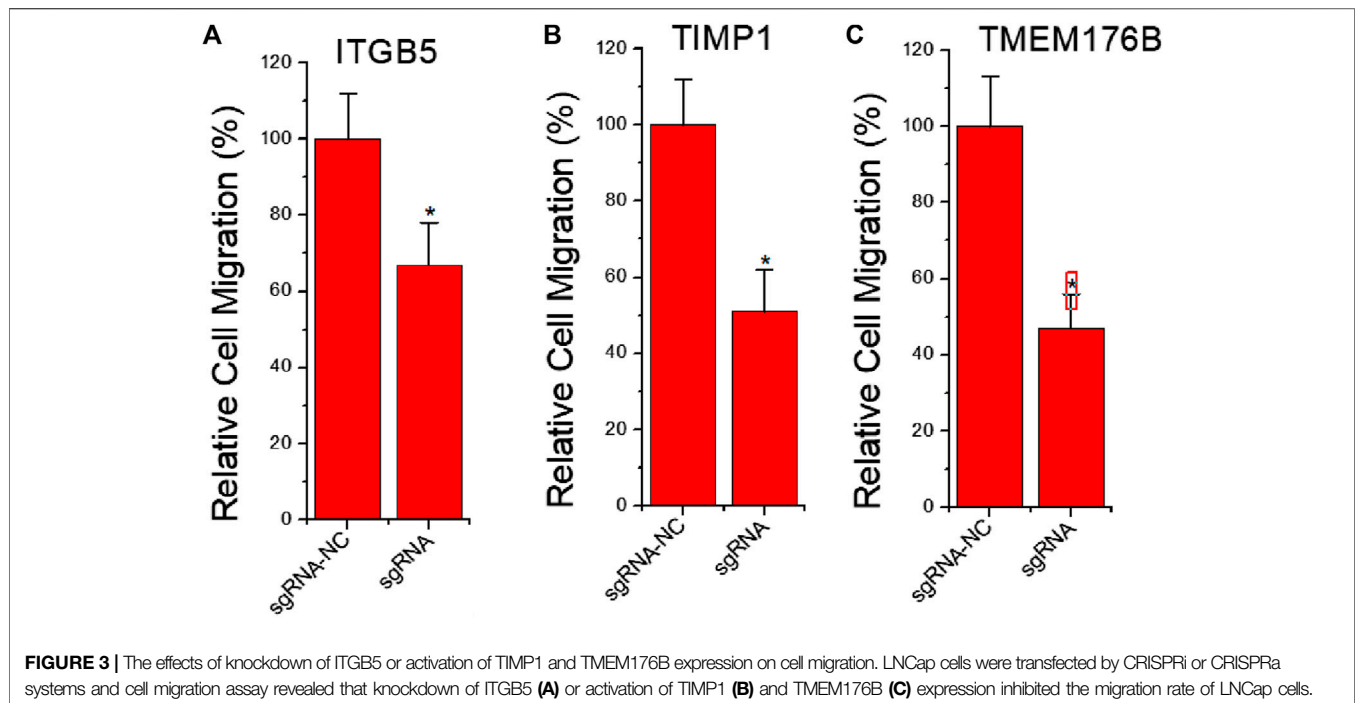 A
ITGB5
Relative Cell Migration (%)
120
100
80
60
40
20
0
*
sgRNA-NC
sgRNA
B
TIMP1
Relative Cell Migration (%)
120
100
80
60
40
20
0
*
sgRNA-NC
sgRNA
C
TMEM176B
Relative Cell Migration (%)
120
100
80
60
40
20
0
*
sgRNA-NC
sgRNA
FIGURE 3 | The effects of knockdown of ITGB5 or activation of TIMP1 and TMEM176B expression on cell migration. LNCap cells were transfected by CRISPRi or CRISPRa
systems and cell migration assay revealed that knockdown of ITGB5 (A) or activation of TIMP1 (B) and TMEM176B (C) expression inhibited the migration rate of LNCap cells.